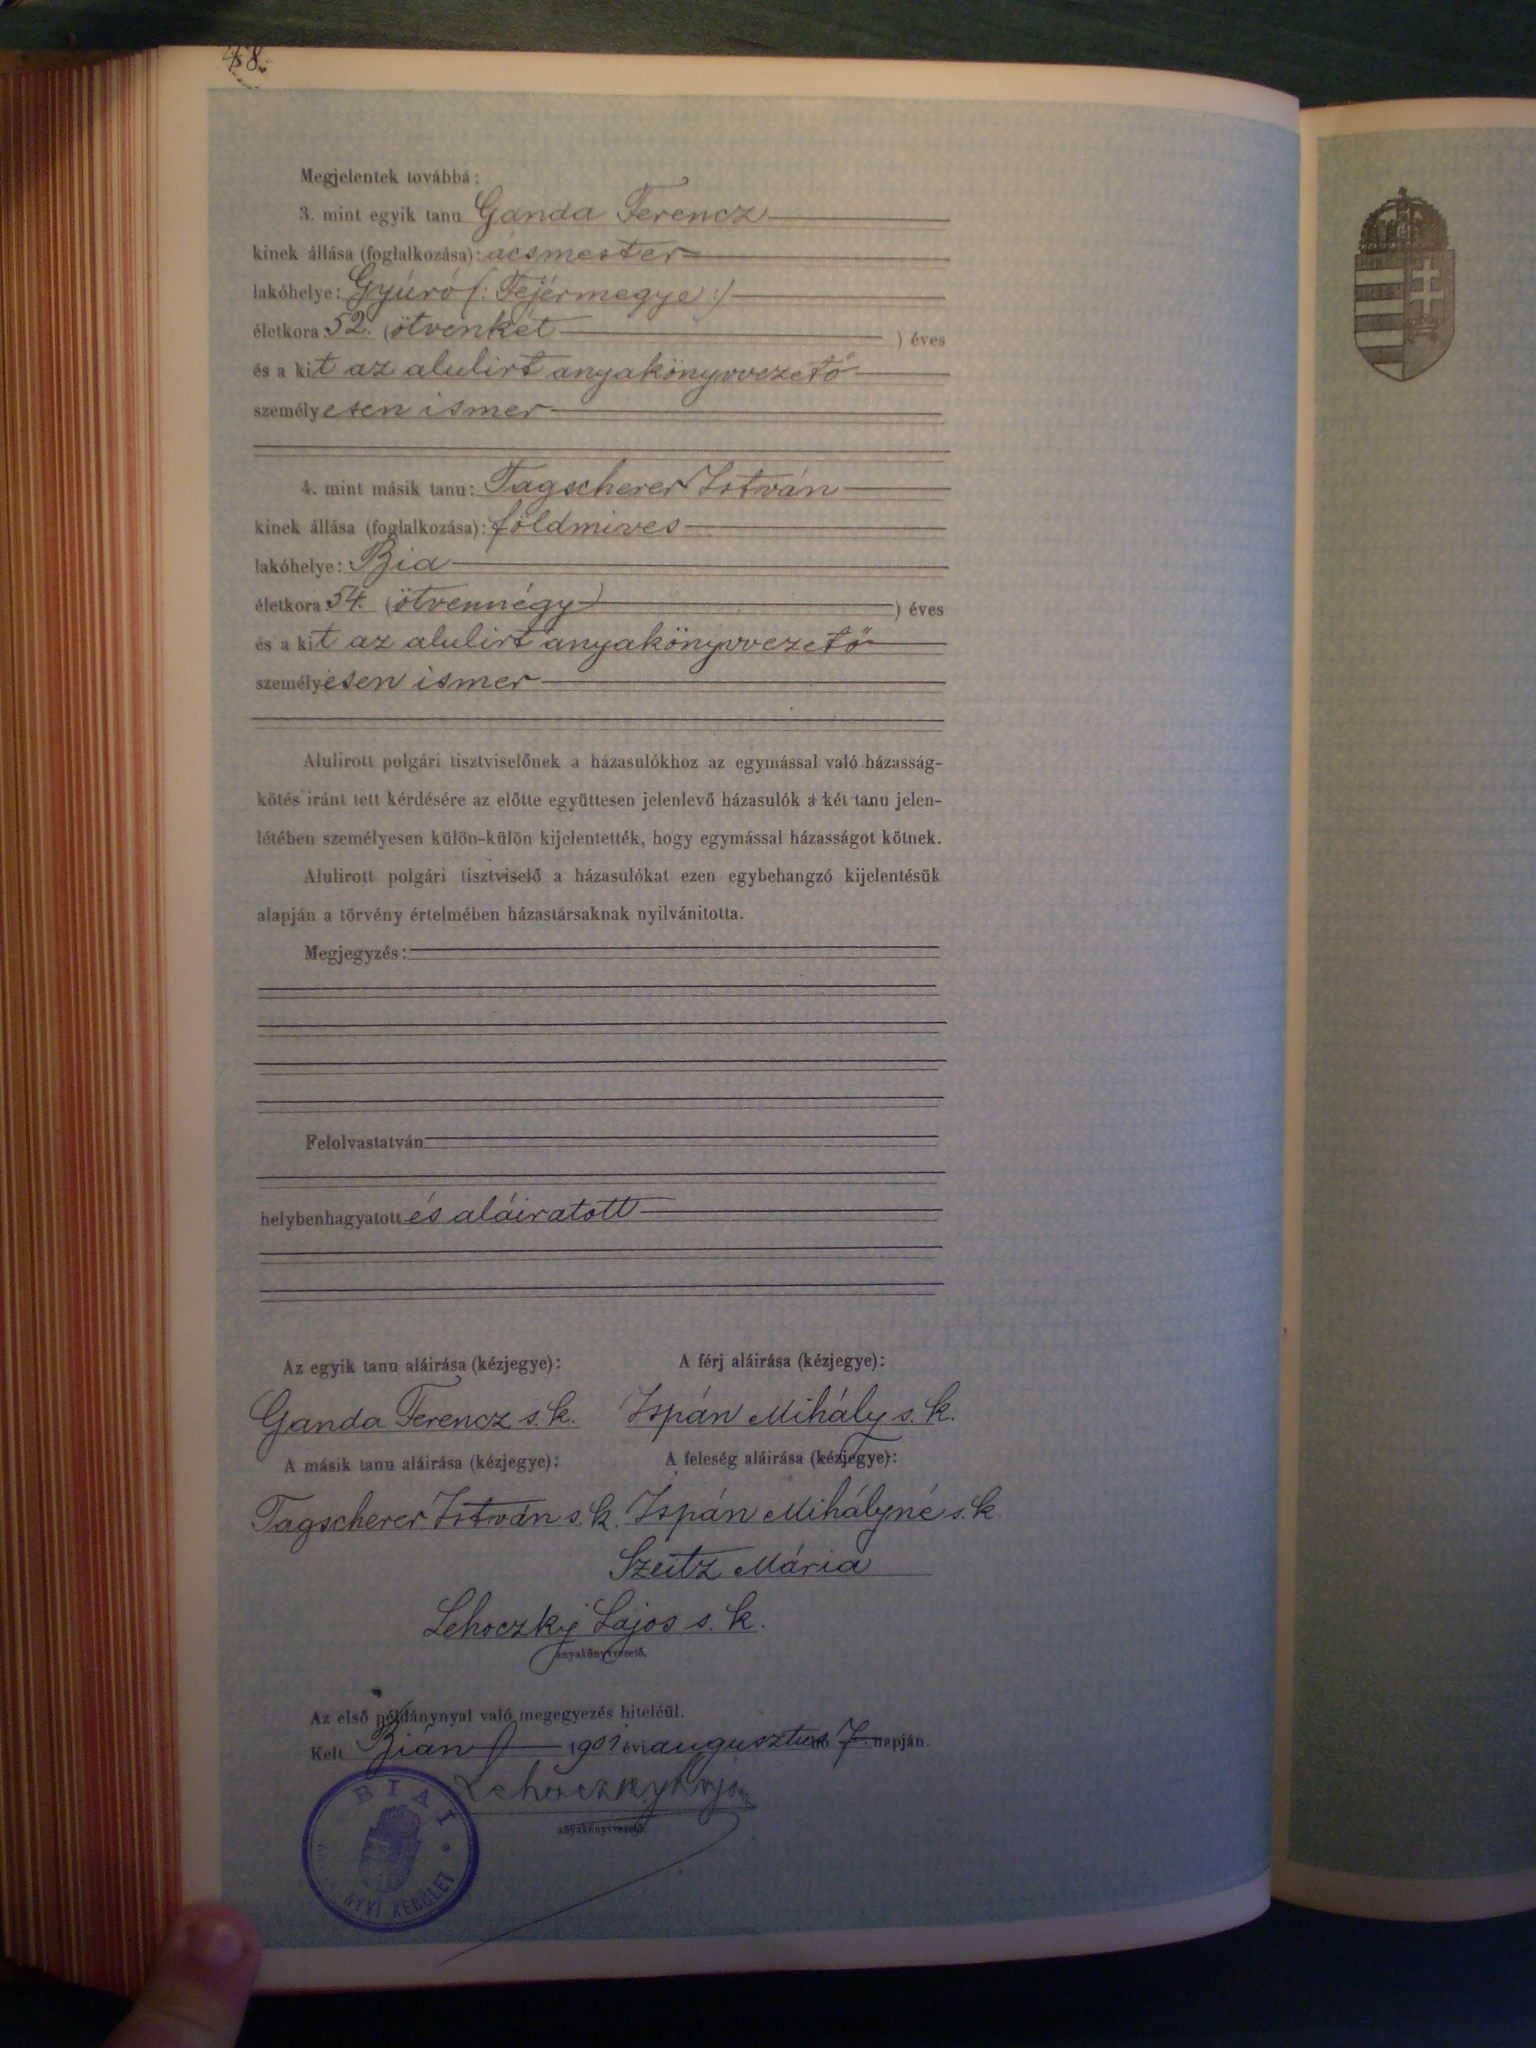 48.
Megjelentek továbbá:
3. mint egyik tanu Ganda Ferencz
kinek állása (foglalkozása): ácsmester
lakóhelye: Gyúró (: Fejérmegye :)
életkora 52. (ötvenkét ) éves
és a kit az alulirt anyakönyvvezető
személyesen ismer
4. mint másik tanu: Tagscherer István
kinek állása (foglalkozása): földmives
lakóhelye: Bia
életkora 54. (ötvennégy) ) éves
és a kit az alulirt anyakönyvvezető
személyesen ismer
Alulirott polgári tisztviselőnek a házasulókhoz az egymással való házasság-
kötés iránt tett kérdésére az előtte együttesen jelenlevő házasulók a két tanu jelen-
létében személyesen külön-külön kijelentették, hogy egymással házasságot kötnek.
Alulirott polgári tisztviselő a házasulókat ezen egybehangzó kijelentésük
alapján a törvény értelmében házastársaknak nyilvánitotta.
Megjegyzés:
Felolvastatván
helybenhagyatott és aláiratott
Az egyik tanu aláirása (kézjegye): A férj aláirása (kézjegye):
Ganda Ferencz s. k. Ispán Mihály s. k.
A másik tanu aláirása (kézjegye): A feleség aláirása (kézjegye):
Tagscherer István s. k. Ispán Mihályné s. k.
Szeitz Mária
Lehoczky Lajos s. k.
anyakönyvvezető.
Az első példánynyal való megegyezés hiteléül.
Kelt Bián 1901 évi augusztus hó 7. napján.
Lehoczky Lajos
anyakönyvvezető.
BIAI
NYVI KERÜLET